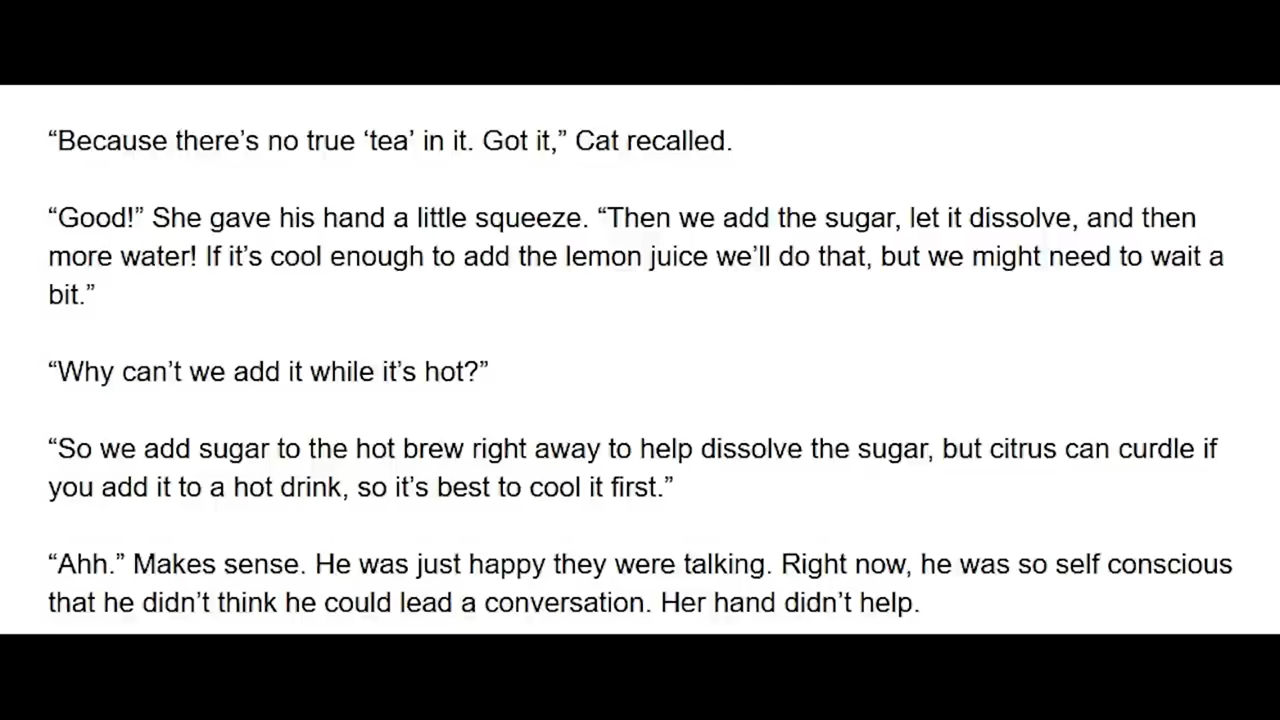 “Because there’s no true ‘tea’ in it. Got it,” Cat recalled.
“Good!” She gave his hand a little squeeze. “Then we add the sugar, let it dissolve, and then
more water! If it’s cool enough to add the lemon juice we’ll do that, but we might need to wait a
bit.”
“Why can’t we add it while it’s hot?”
“So we add sugar to the hot brew right away to help dissolve the sugar, but citrus can curdle if
you add it to a hot drink, so it’s best to cool it first.”
“Ahh.” Makes sense. He was just happy they were talking. Right now, he was so self conscious
that he didn’t think he could lead a conversation. Her hand didn’t help.